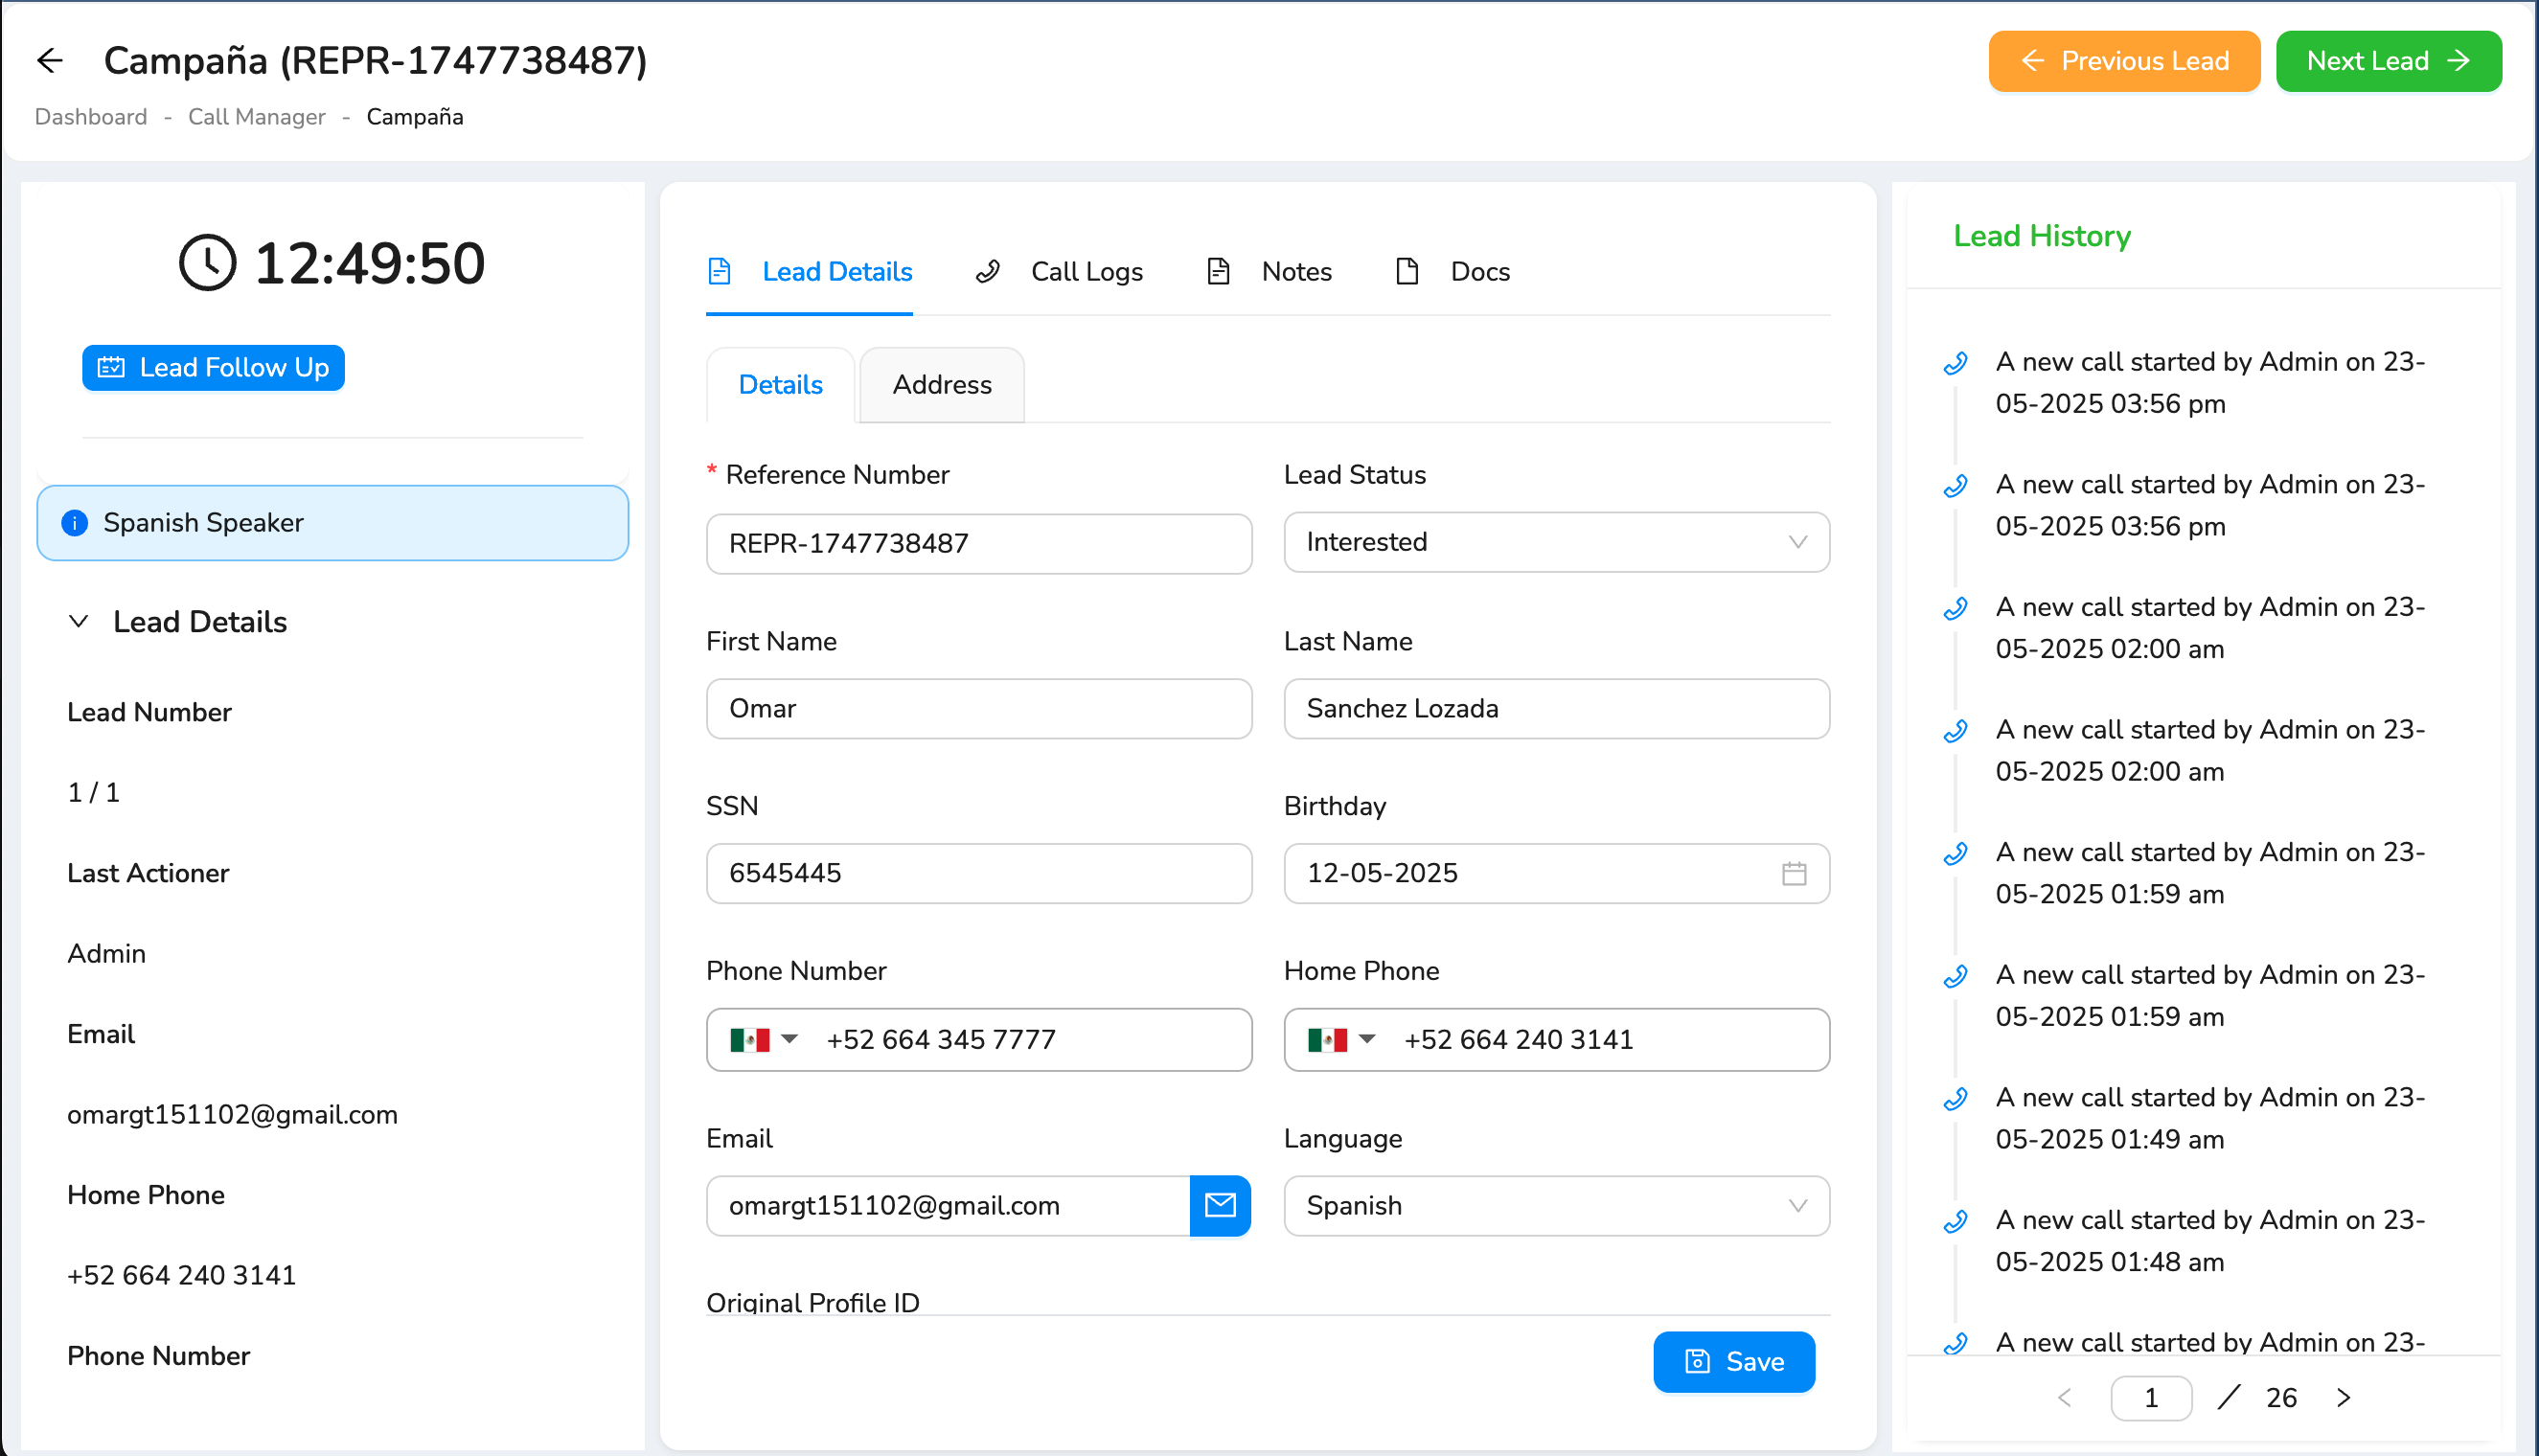 Campaña (REPR-1747738487)
Previous Lead
Next Lead
Dashboard - Call Manager - Campaña
12:49:50
Lead Follow Up
Spanish Speaker
Lead Details
Lead Number
1 / 1
Last Actioner
Admin
Email
omargt151102@gmail.com
Home Phone
+52 664 240 3141
Phone Number
Lead Details
Call Logs
Notes
Docs
Details
Address
* Reference Number
REPR-1747738487
Lead Status
Interested
First Name
Omar
Last Name
Sanchez Lozada
SSN
6545445
Birthday
12-05-2025
Phone Number
+52 664 345 7777
Home Phone
+52 664 240 3141
Email
omargt151102@gmail.com
Language
Spanish
Original Profile ID
Save
Lead History
A new call started by Admin on 23-
05-2025 03:56 pm
A new call started by Admin on 23-
05-2025 03:56 pm
A new call started by Admin on 23-
05-2025 02:00 am
A new call started by Admin on 23-
05-2025 02:00 am
A new call started by Admin on 23-
05-2025 01:59 am
A new call started by Admin on 23-
05-2025 01:59 am
A new call started by Admin on 23-
05-2025 01:49 am
A new call started by Admin on 23-
05-2025 01:48 am
A new call started by Admin on 23-
1 / 26